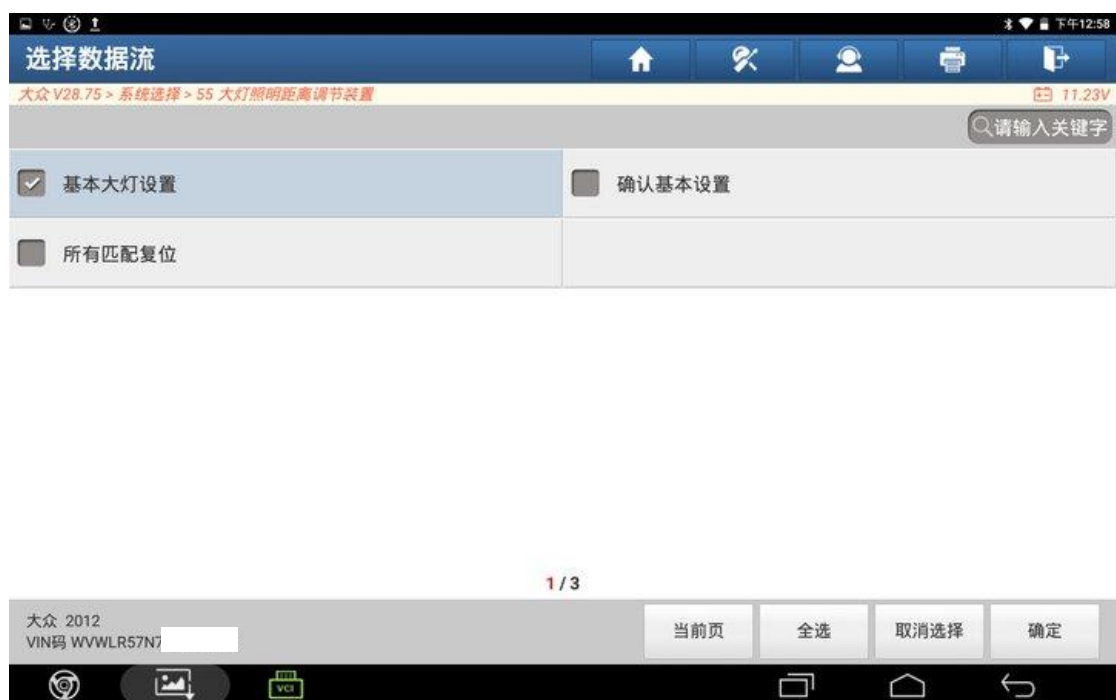 下午12:58
选择数据流
大众 V28.75 > 系统选择 > 55 大灯照明距离调节装置
11.23V
请输入关键字
基本大灯设置
确认基本设置
所有匹配复位
1 / 3
大众 2012
VIN码 WVWLR57N7
当前页
全选
取消选择
确定
VCI